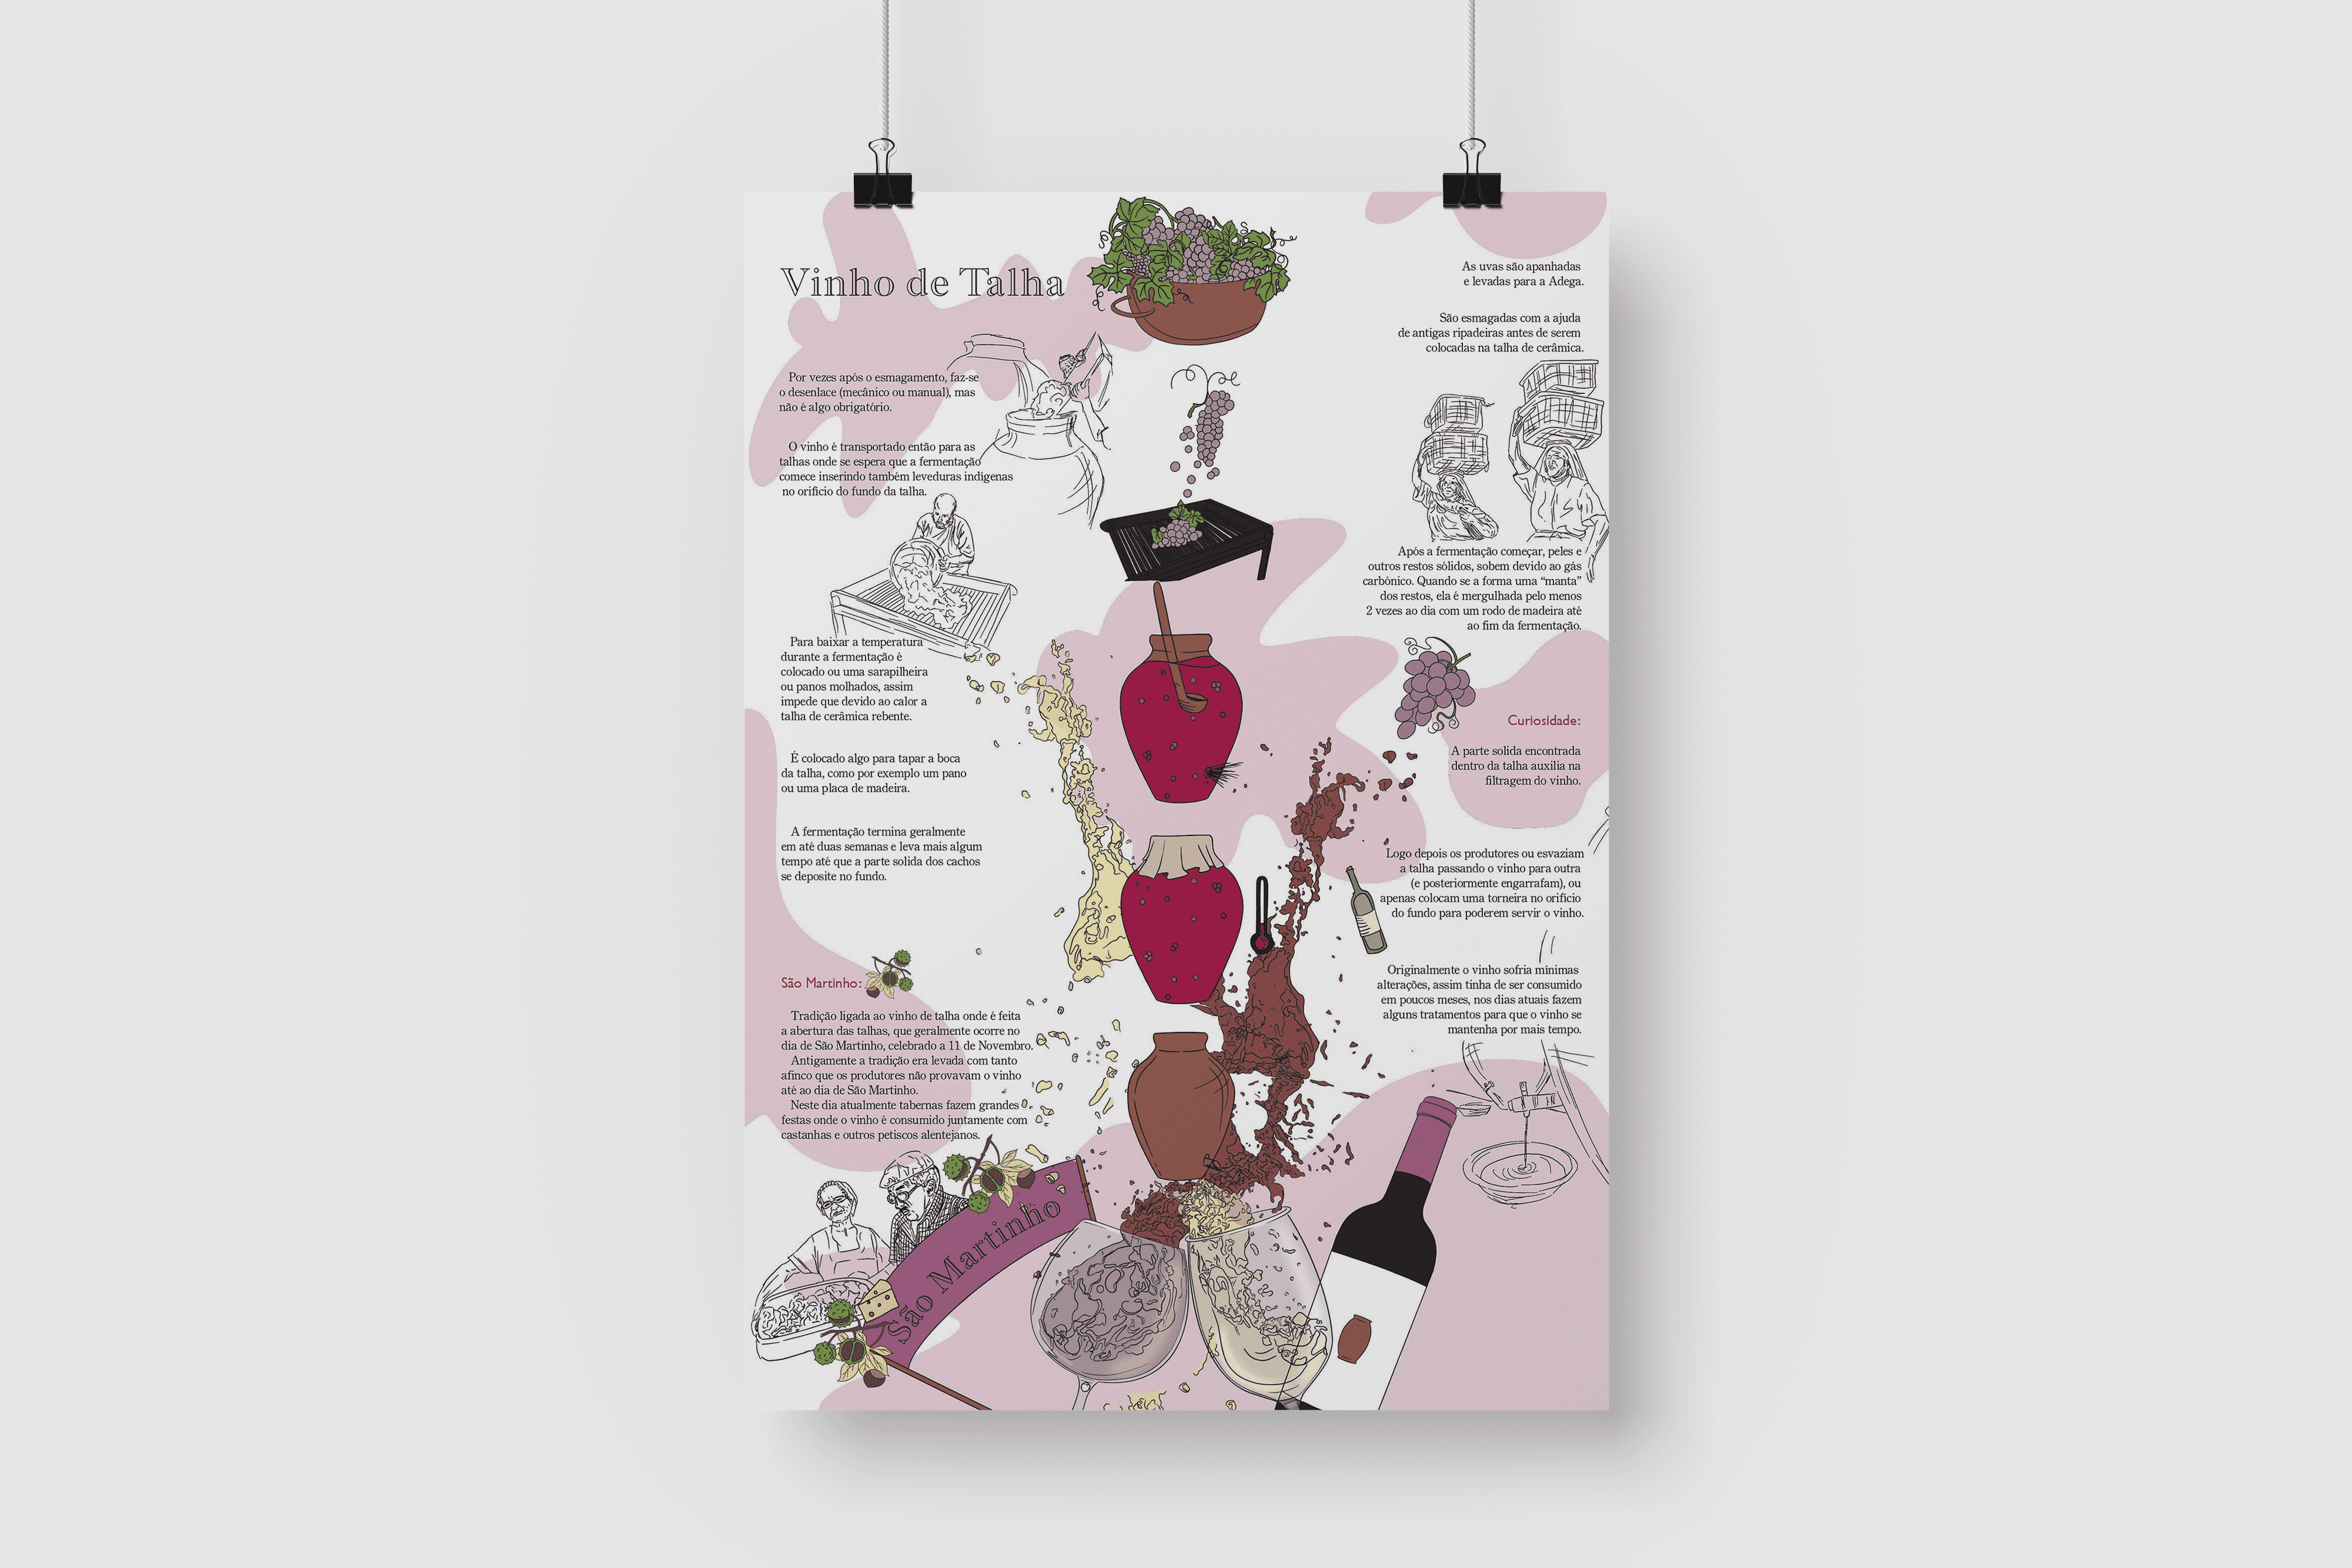 Vinho de Talha
As uvas são apanhadas
e levadas para a Adega.
São esmagadas com a ajuda
de antigas ripadeiras antes de serem
colocadas na talha de cerâmica.
Por vezes após o esmagamento, faz-se
o desenlace (mecânico ou manual), mas
não é algo obrigatório.
O vinho é transportado então para as
talhas onde se espera que a fermentação
comece inserindo também leveduras indígenas
no orificio do fundo da talha.
Após a fermentação começar, peles e
outros restos sólidos, sobem devido ao gás
carbónico. Quando se a forma uma “manta”
dos restos, ela é mergulhada pelo menos
2 vezes ao dia com um rodo de madeira até
ao fim da fermentação.
Para baixar a temperatura
durante a fermentação é
colocado ou uma sarapilheira
ou panos molhados, assim
impede que devido ao calor a
talha de cerâmica rebente.
Curiosidade:
A parte solida encontrada
dentro da talha auxilia na
filtragem do vinho.
É colocado algo para tapar a boca
da talha, como por exemplo um pano
ou uma placa de madeira.
A fermentação termina geralmente
em até duas semanas e leva mais algum
tempo até que a parte solida dos cachos
se deposite no fundo.
Logo depois os produtores ou esvaziam
a talha passando o vinho para outra
(e posteriormente engarrafam), ou
apenas colocam uma torneira no orificio
do fundo para poderem servir o vinho.
Originalmente o vinho sofria mínimas
alterações, assim tinha de ser consumido
em poucos meses, nos dias atuais fazem
alguns tratamentos para que o vinho se
mantenha por mais tempo.
São Martinho:
Tradição ligada ao vinho de talha onde é feita
a abertura das talhas, que geralmente ocorre no
dia de São Martinho, celebrado a 11 de Novembro.
Antigamente a tradição era levada com tanto
afinco que os produtores não provavam o vinho
até ao dia de São Martinho.
Neste dia atualmente tabernas fazem grandes
festas onde o vinho é consumido juntamente com
castanhas e outros petiscos alentejanos.
São Martinho